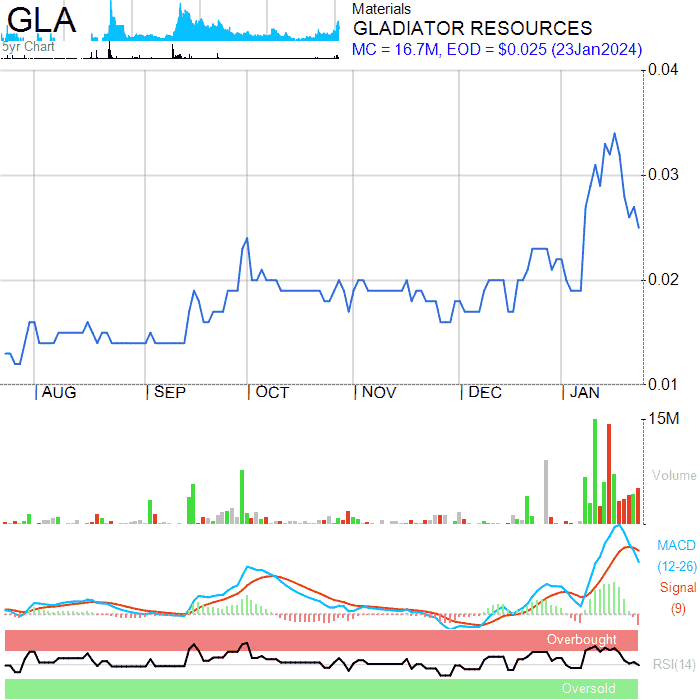 GLA
5yr Chart
Materials
GLADIATOR RESOURCES
MC = 16.7M, EOD = $0.025 (23Jan2024)
0.04
0.03
0.02
0.01
AUG SEP OCT NOV DEC JAN
15M
Volume
MACD
(12-26)
Signal
(9)
Overbought
RSI(14)
Oversold